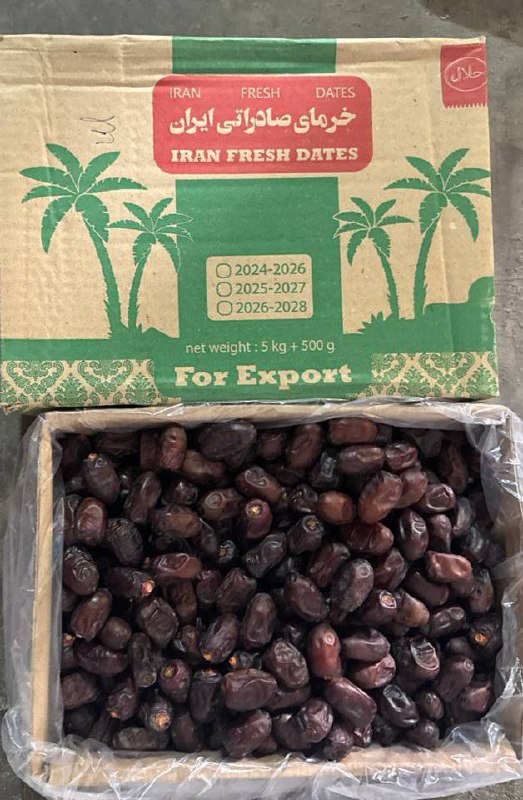 حلال
IRAN FRESH DATES
خرمای صادراتی ایران
IRAN FRESH DATES
2024-2026
2025-2027
2026-2028
net weight : 5 kg + 500 g
For Export